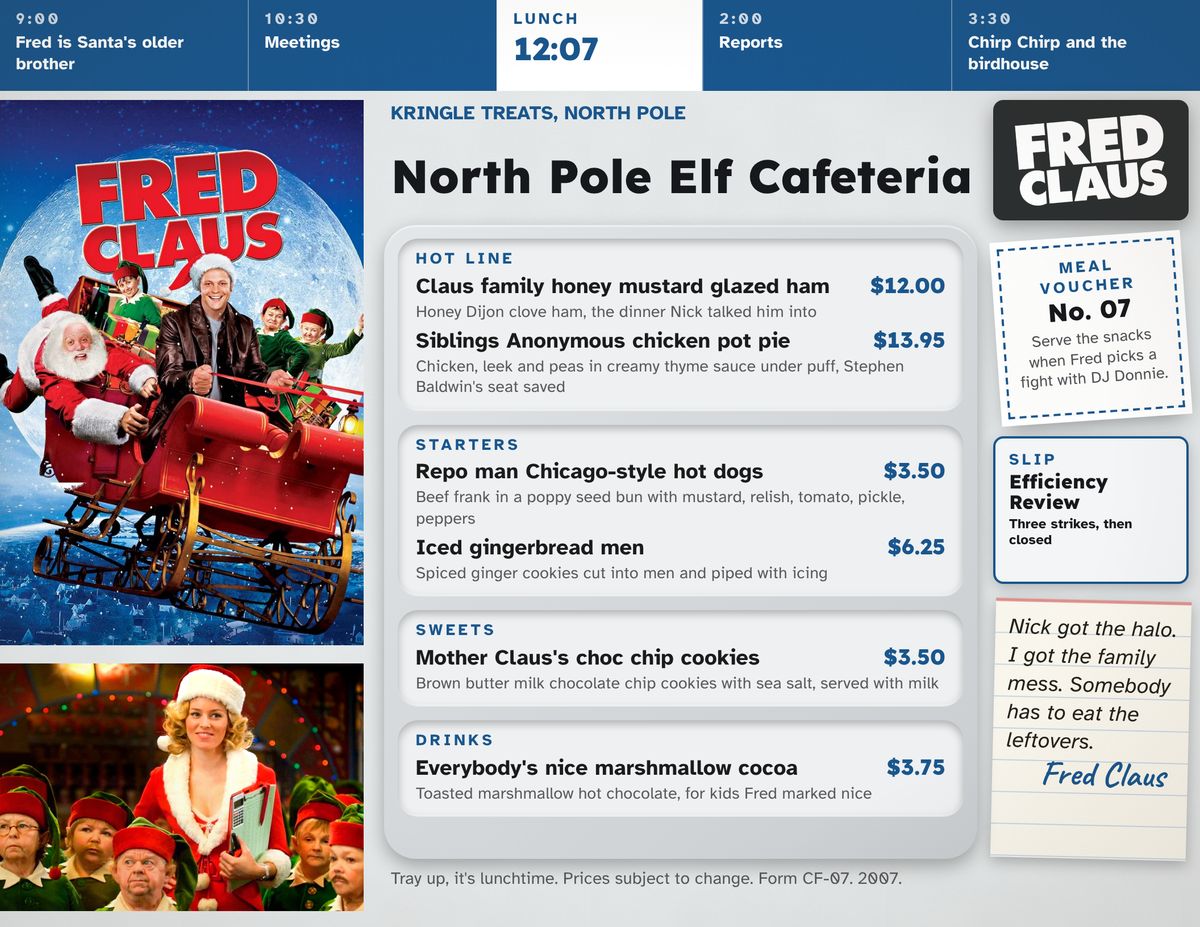 9:00
Fred is Santa's older
brother
10:30
Meetings
LUNCH
12:07
2:00
Reports
3:30
Chirp Chirp and the
birdhouse
FRED
CLAUS
KRINGLE TREATS, NORTH POLE
North Pole Elf Cafeteria
HOT LINE
Claus family honey mustard glazed ham $12.00
Honey Dijon clove ham, the dinner Nick talked him into
Siblings Anonymous chicken pot pie $13.95
Chicken, leek and peas in creamy thyme sauce under puff, Stephen
Baldwin's seat saved
STARTERS
Repo man Chicago-style hot dogs $3.50
Beef frank in a poppy seed bun with mustard, relish, tomato, pickle,
peppers
Iced gingerbread men $6.25
Spiced ginger cookies cut into men and piped with icing
SWEETS
Mother Claus's choc chip cookies $3.50
Brown butter milk chocolate chip cookies with sea salt, served with milk
DRINKS
Everybody's nice marshmallow cocoa $3.75
Toasted marshmallow hot chocolate, for kids Fred marked nice
Tray up, it's lunchtime. Prices subject to change. Form CF-07. 2007.
FRED
CLAUS
MEAL
VOUCHER
No. 07
Serve the snacks
when Fred picks a
fight with DJ Donnie.
SLIP
Efficiency
Review
Three strikes, then
closed
Nick got the halo.
I got the family
mess. Somebody
has to eat the
leftovers.
Fred Claus